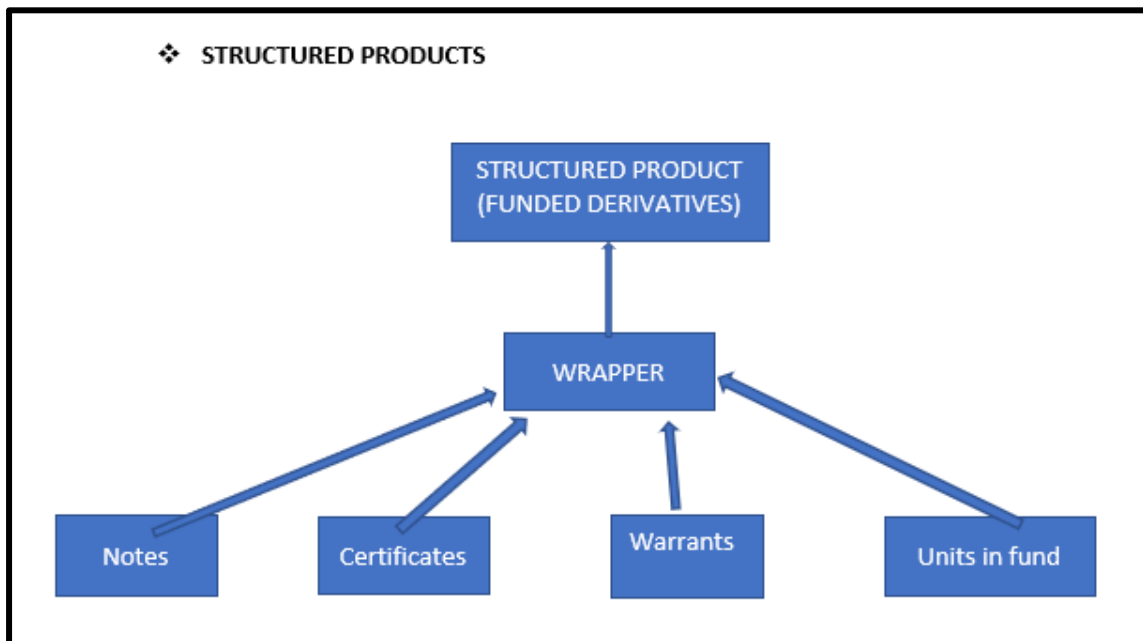 ❖ STRUCTURED PRODUCTS
STRUCTURED PRODUCT
(FUNDED DERIVATIVES)
WRAPPER
Notes
Certificates
Warrants
Units in fund